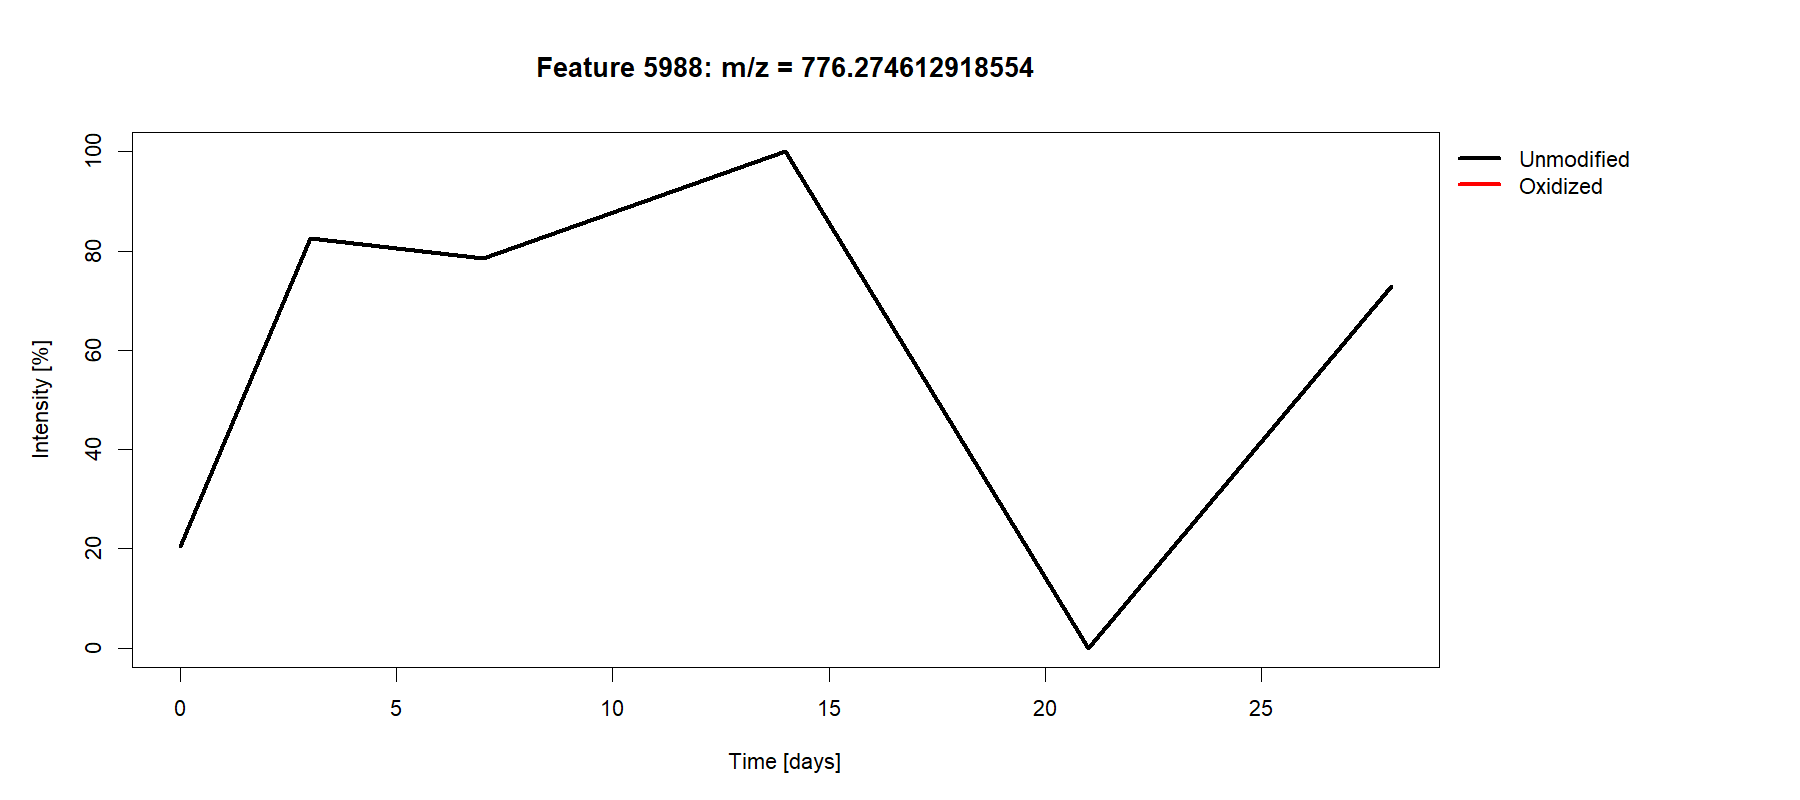 Feature 5988: m/z = 776.274612918554
Unmodified
Oxidized
Intensity [%]
100
80
60
40
20
0
0 5 10 15 20 25
Time [days]